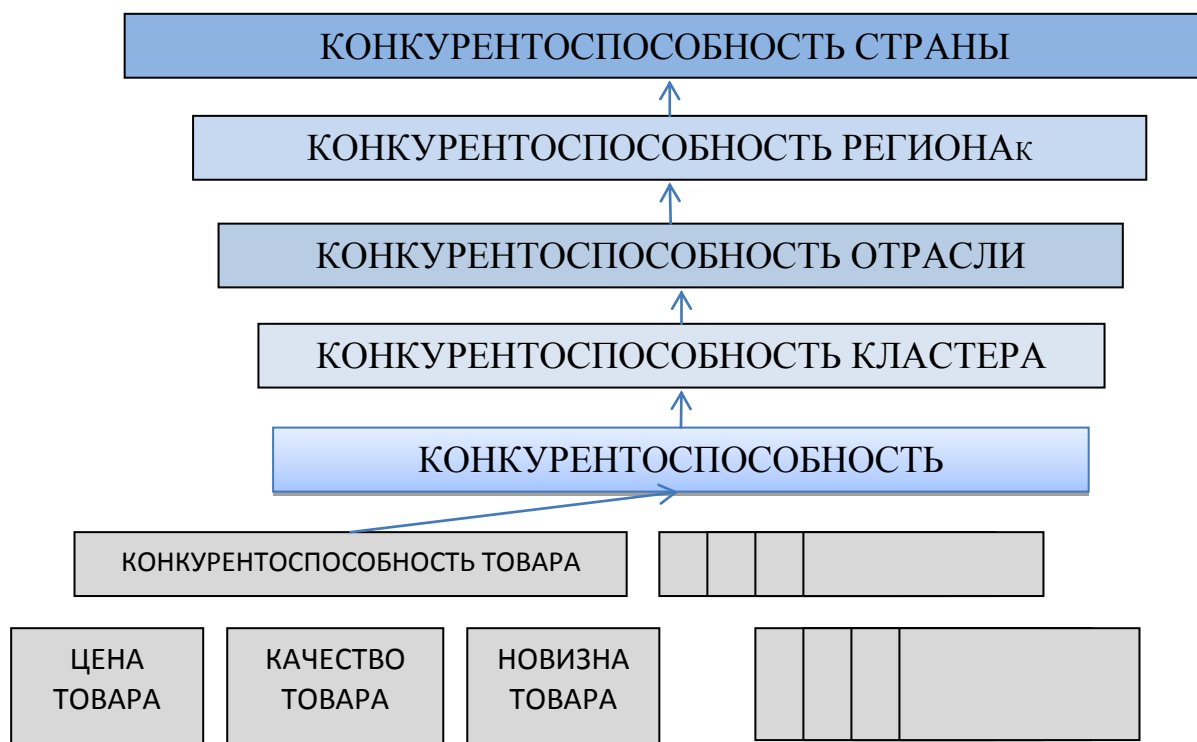 КОНКУРЕНТОСПОСОБНОСТЬ СТРАНЫ
КОНКУРЕНТОСПОСОБНОСТЬ РЕГИОНАк
КОНКУРЕНТОСПОСОБНОСТЬ ОТРАСЛИ
КОНКУРЕНТОСПОСОБНОСТЬ КЛАСТЕРА
КОНКУРЕНТОСПОСОБНОСТЬ
КОНКУРЕНТОСПОСОБНОСТЬ ТОВАРА
ЦЕНА
ТОВАРА
КАЧЕСТВО
ТОВАРА
НОВИЗНА
ТОВАРА